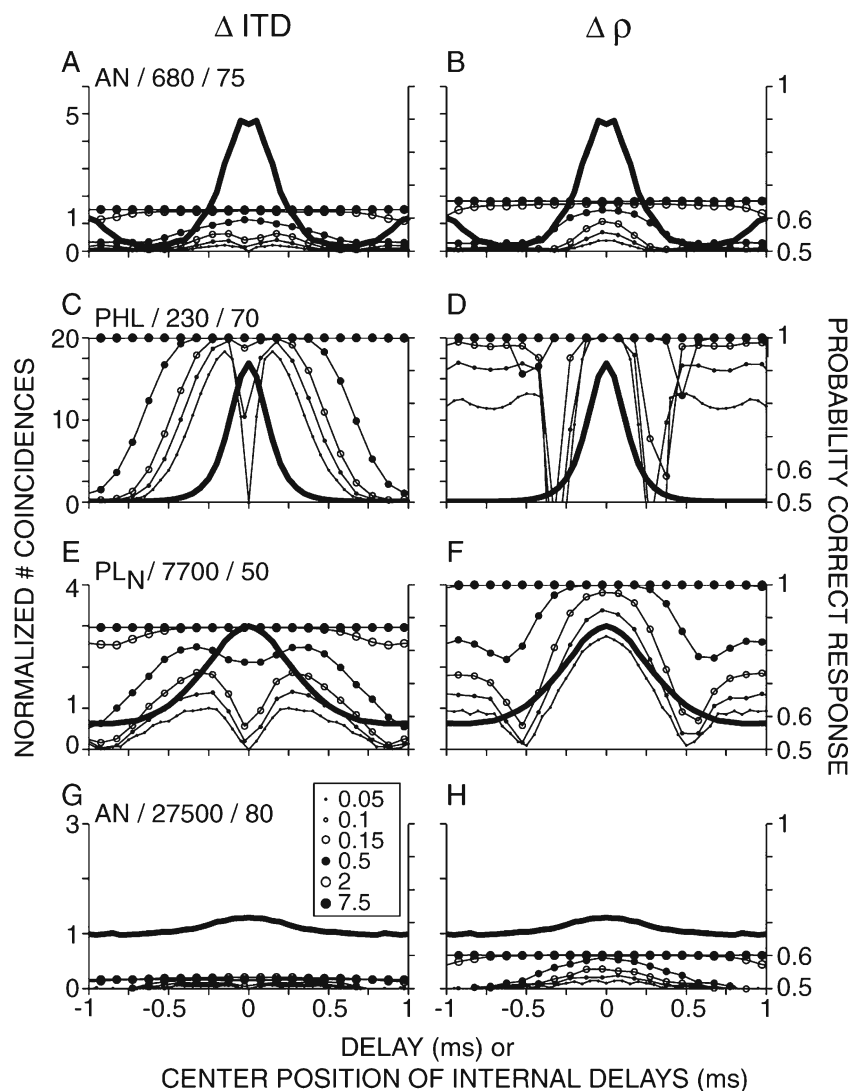 Δ ITD Δ ρ
A AN / 680 / 75 B
5 1
1 0.6
0 0.5
C PHL / 230 / 70 D
20 1
10
0.6
0 0.5
E PL_N / 7700 / 50 F
4 1
1 0.6
0 0.5
G AN / 27500 / 80 H
3 1
0.05
0.1
0.15
0.5
2
7.5
1 0.6
0 0.5
-1 -0.5 0 0.5 1 -1 -0.5 0 0.5 1
NORMALIZED # COINCIDENCES
PROBABILITY CORRECT RESPONSE
DELAY (ms) or
CENTER POSITION OF INTERNAL DELAYS (ms)